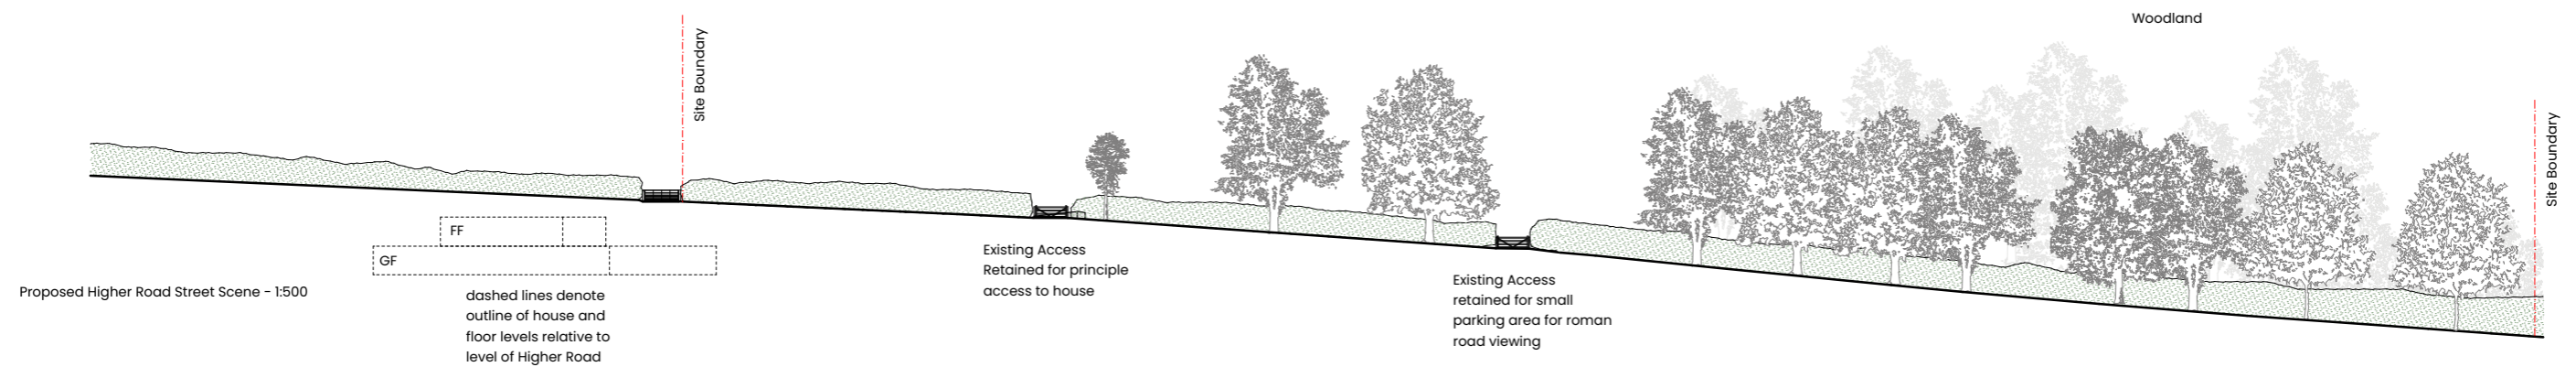 Woodland
Site Boundary
Site Boundary
FF
GF
Existing Access
Retained for principle
access to house
Existing Access
retained for small
parking area for roman
road viewing
Proposed Higher Road Street Scene - 1:500
dashed lines denote
outline of house and
floor levels relative to
level of Higher Road